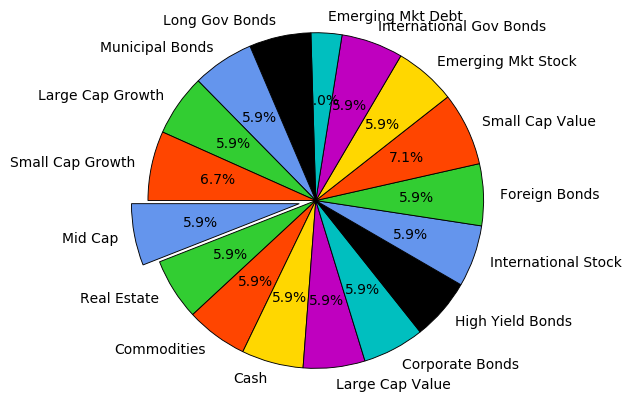 Emerging Mkt Debt
International Gov Bonds
Long Gov Bonds
Municipal Bonds
Emerging Mkt Stock
Large Cap Growth
Small Cap Value
Small Cap Growth
Foreign Bonds
Mid Cap
International Stock
Real Estate
High Yield Bonds
Commodities
Corporate Bonds
Cash
Large Cap Value
5.9%
5.9%
5.9%
5.9%
7.1%
6.7%
5.9%
5.9%
5.9%
5.9%
5.9%
5.9%
5.9%
5.9%